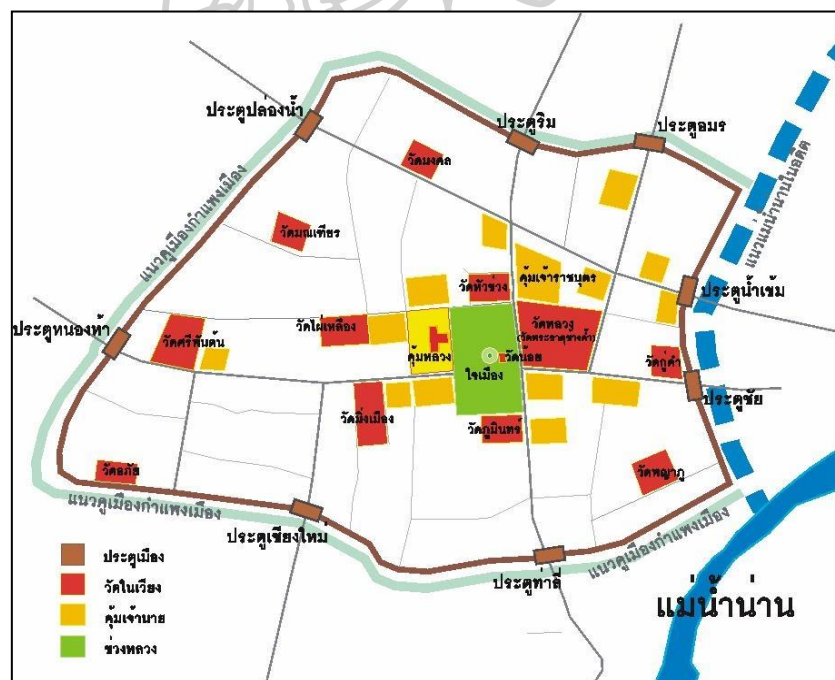 ประตูปล่องน้ำ
ประตูริม
ประตูอมร
วัดมงคล
แนวคูเมืองกำแพงเมือง
แนวแม่น้ำน่านในอดีต
วัดมณเฑียร
วัดหัวข่วง
คุ้มเจ้าราชบุตร
ประตูน้ำเข้ม
ประตูหนองห้า
วัดศรีพันต้น
วัดไผ่เหลือง
คุ้มหลวง
วัดหลวง
(วัดพระธาตุช้างค้ำ)
วัดน้อย
ใจเมือง
วัดกู่คำ
ประตูชัย
วัดมิ่งเมือง
วัดภูมินทร์
วัดอภัย
วัดพญาภู
แนวคูเมืองกำแพงเมือง
ประตูเชียงใหม่
ประตูท่าลี่
แนวคูเมืองกำแพงเมือง
แม่น้ำน่าน
ประตูเมือง
วัดในเวียง
คุ้มเจ้านาย
ข่วงหลวง